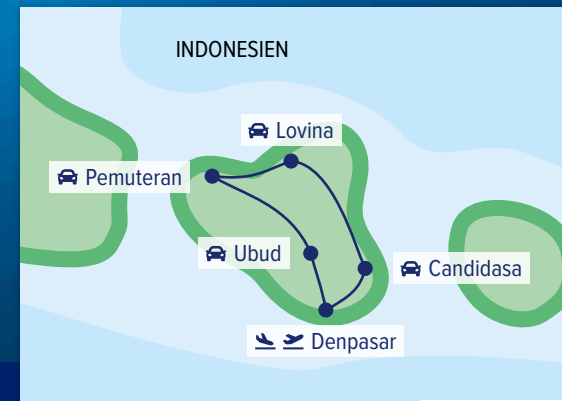 INDONESIEN
Lovina
Pemuteran
Ubud
Candidasa
Denpasar